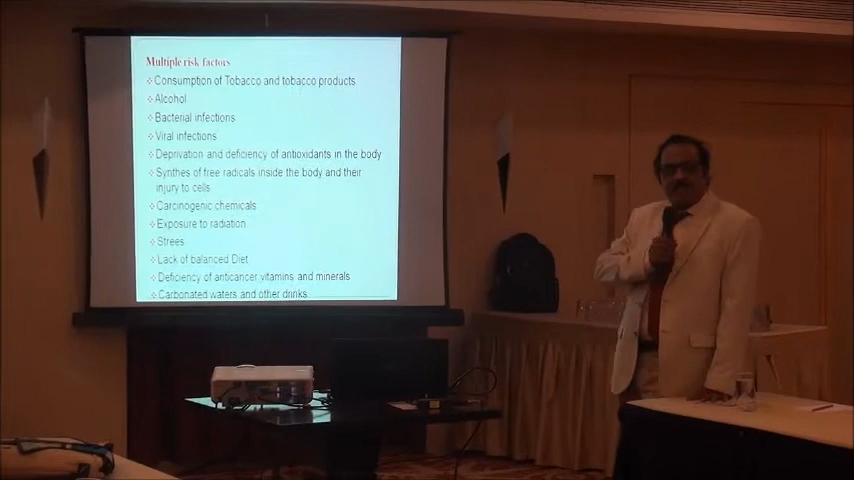 Multiple risk factors
Consumption of Tobacco and tobacco products
Alcohol
Bacterial infections
Viral infections
Deprivation and deficiency of antioxidants in the body
Synthes of free radicals inside the body and their
injury to cells
Carcinogenic chemicals
Exposure to radiation
Strees
Lack of balanced Diet
Deficiency of anticancer vitamins and minerals
Carbonated waters and other drinks